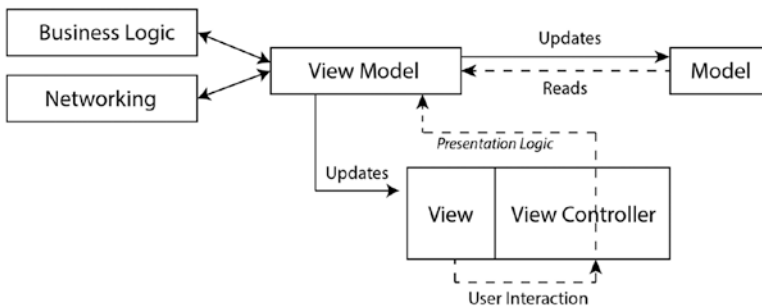 Business Logic
Networking
View Model
Updates
Reads
Model
Presentation Logic
Updates
View
View Controller
User Interaction